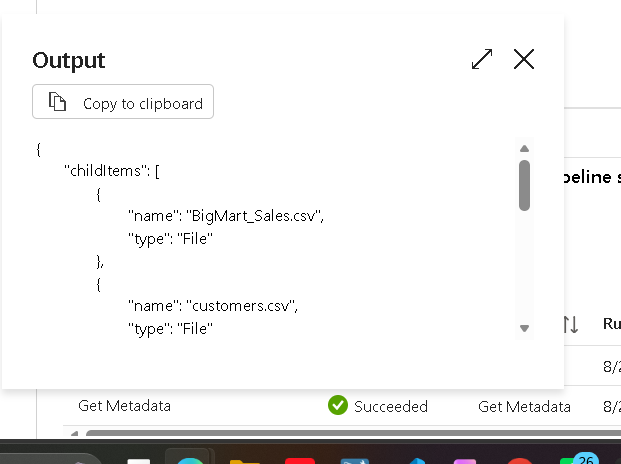 Output
Copy to clipboard
{
"childItems": [
{
"name": "BigMart_Sales.csv",
"type": "File"
},
{
"name": "customers.csv",
"type": "File"
peline s
Ru
8/2
Get Metadata Succeeded Get Metadata 8/2
26